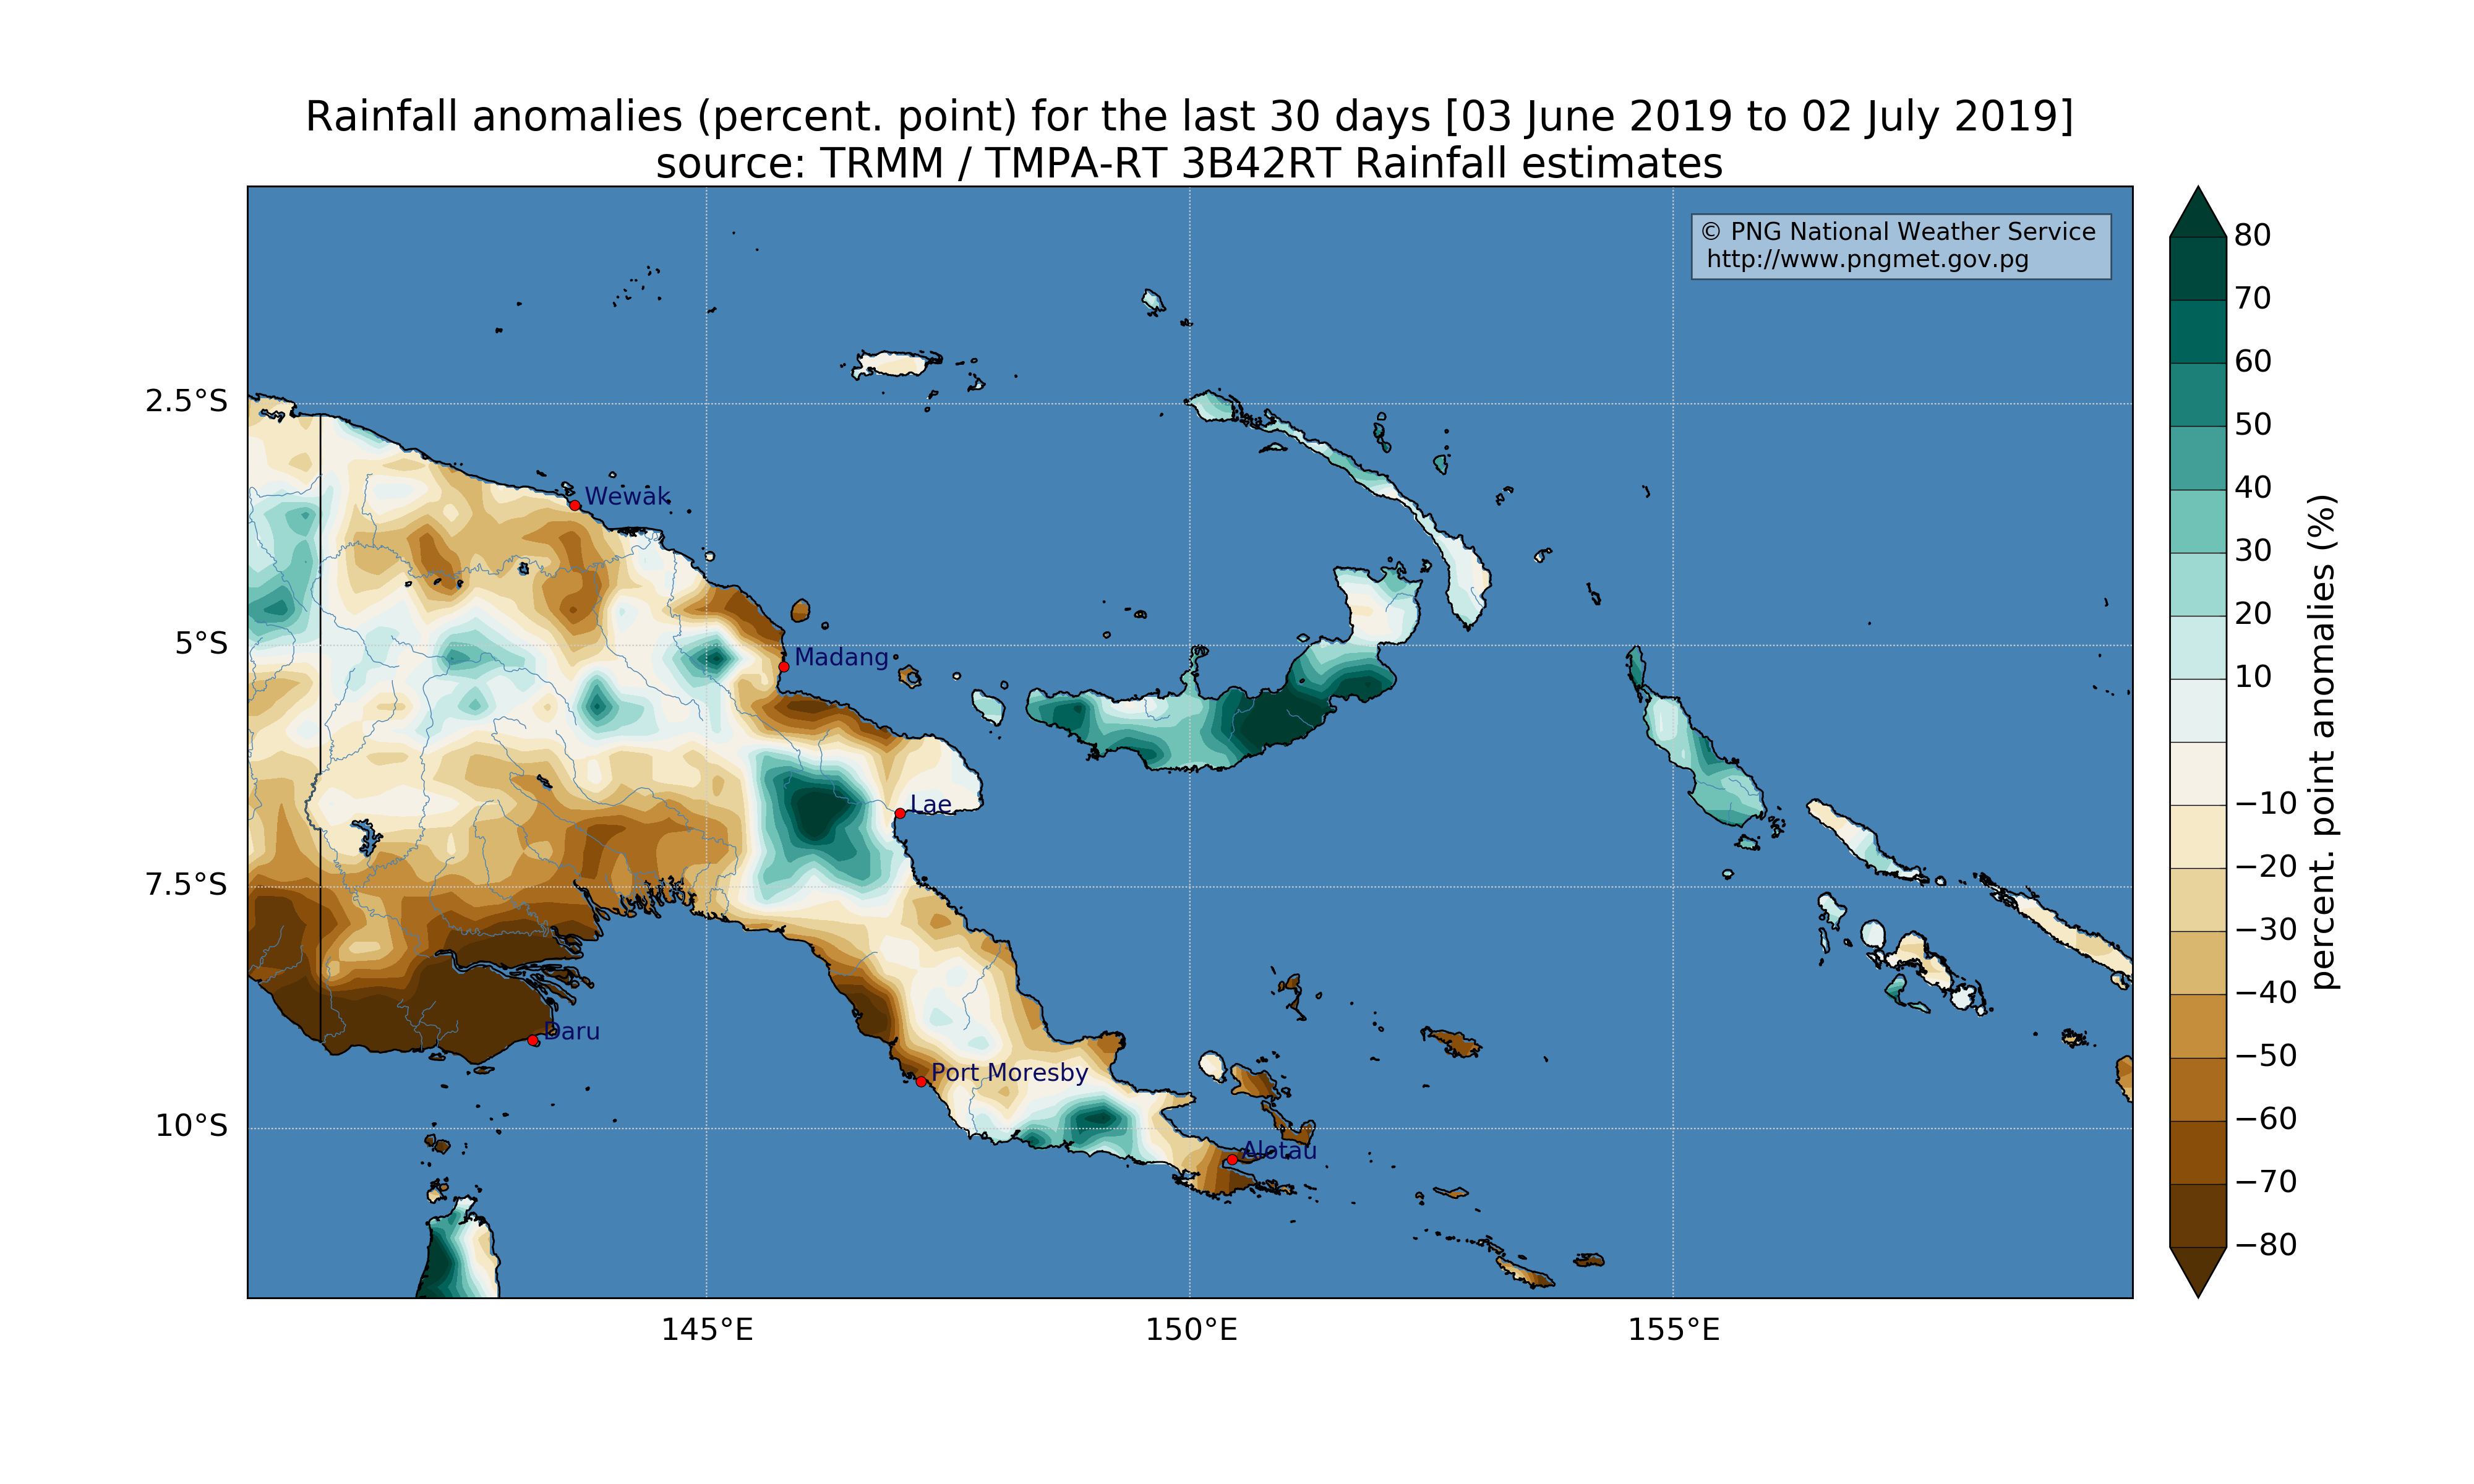 Rainfall anomalies (percent. point) for the last 30 days [03 June 2019 to 02 July 2019]
source: TRMM / TMPA-RT 3B42RT Rainfall estimates
© PNG National Weather Service
http://www.pngmet.gov.pg
2.5°S
5°S
7.5°S
10°S
Wewak
Madang
Lae
Daru
Port Moresby
Alotau
145°E
150°E
155°E
80
70
60
50
40
30
20
10
−10
−20
−30
−40
−50
−60
−70
−80
percent. point anomalies (%)